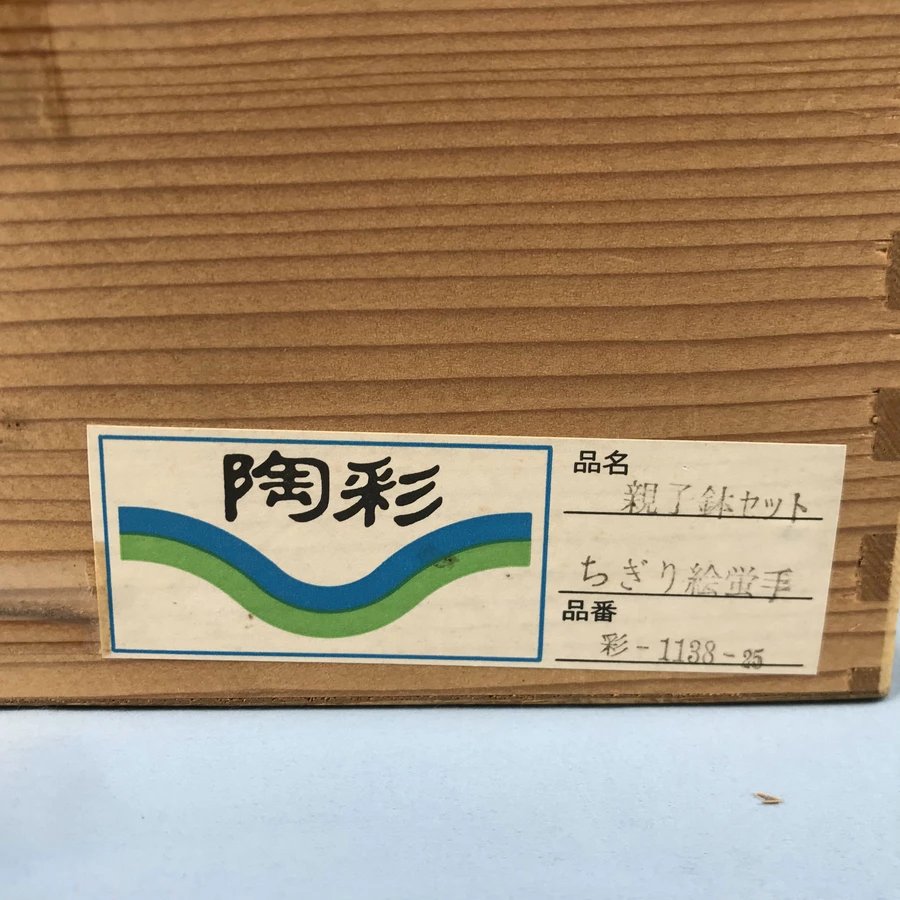 陶彩
品名
親子鉢セット
ちぎり絵蛍手
品番
彩-1138-25